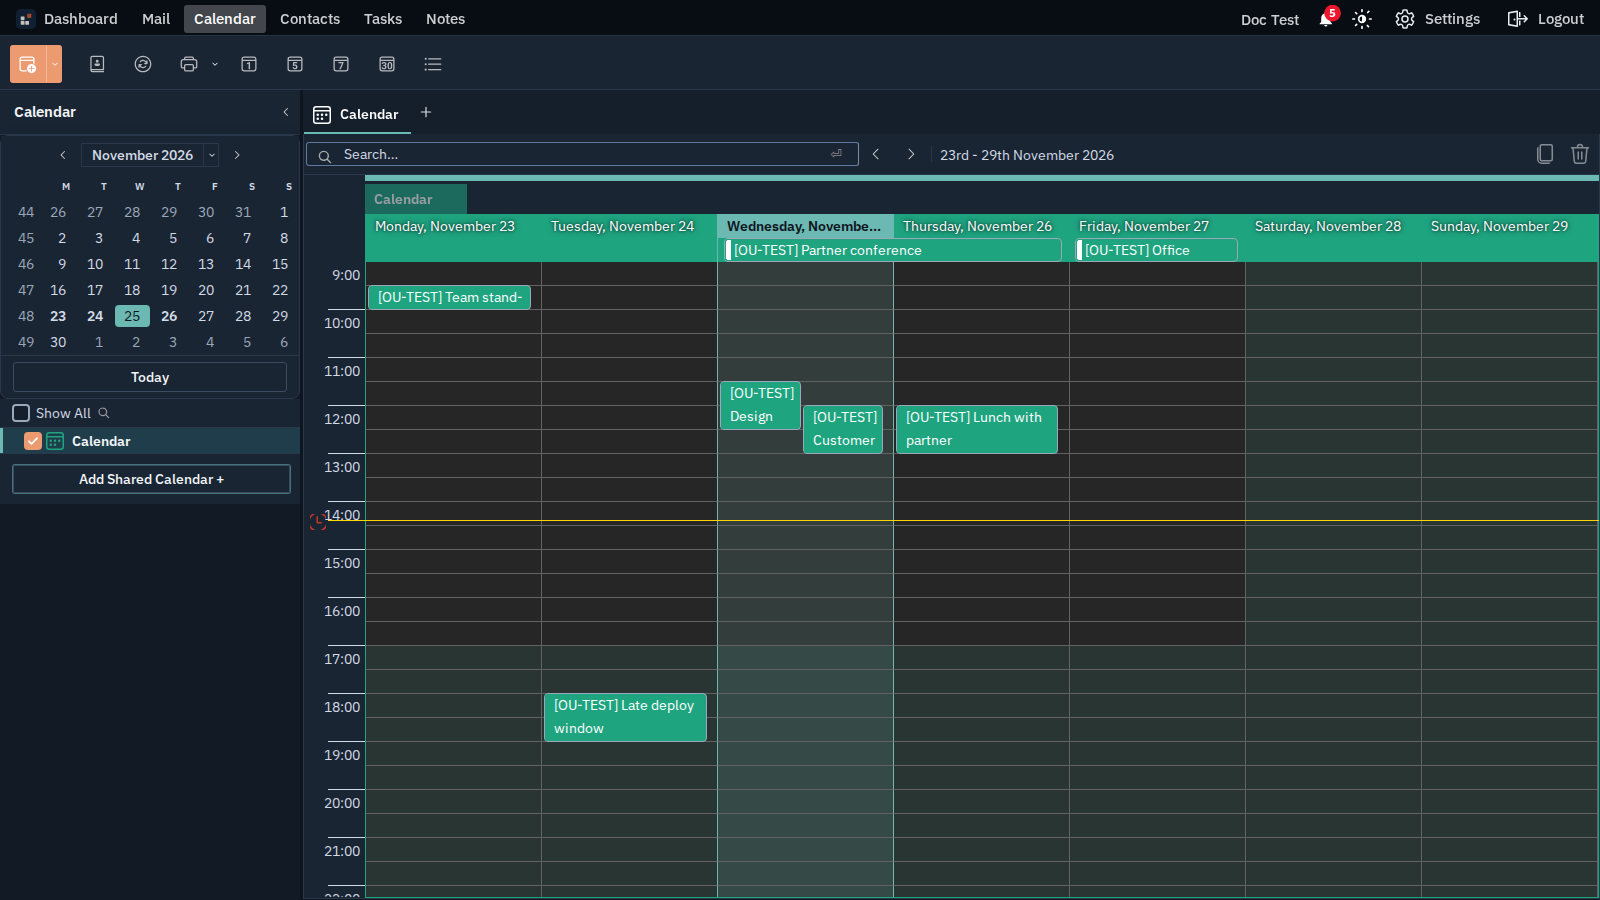 Dashboard Mail Calendar Contacts Tasks Notes Doc Test 5 Settings Logout
1 5 7 30
Calendar
Calendar
November 2026
Search...
23rd - 29th November 2026
M T W T F S S
44 26 27 28 29 30 31 1
45 2 3 4 5 6 7 8
46 9 10 11 12 13 14 15
47 16 17 18 19 20 21 22
48 23 24 25 26 27 28 29
49 30 1 2 3 4 5 6
Today
Show All
Calendar
Add Shared Calendar +
Calendar
Monday, November 23 Tuesday, November 24 Wednesday, Novembe... Thursday, November 26 Friday, November 27 Saturday, November 28 Sunday, November 29
[OU-TEST] Partner conference [OU-TEST] Office
9:00
[OU-TEST] Team stand-
10:00
11:00
[OU-TEST]
Design
12:00
[OU-TEST]
Customer
[OU-TEST] Lunch with
partner
13:00
14:00
15:00
16:00
17:00
18:00
[OU-TEST] Late deploy
window
19:00
20:00
21:00